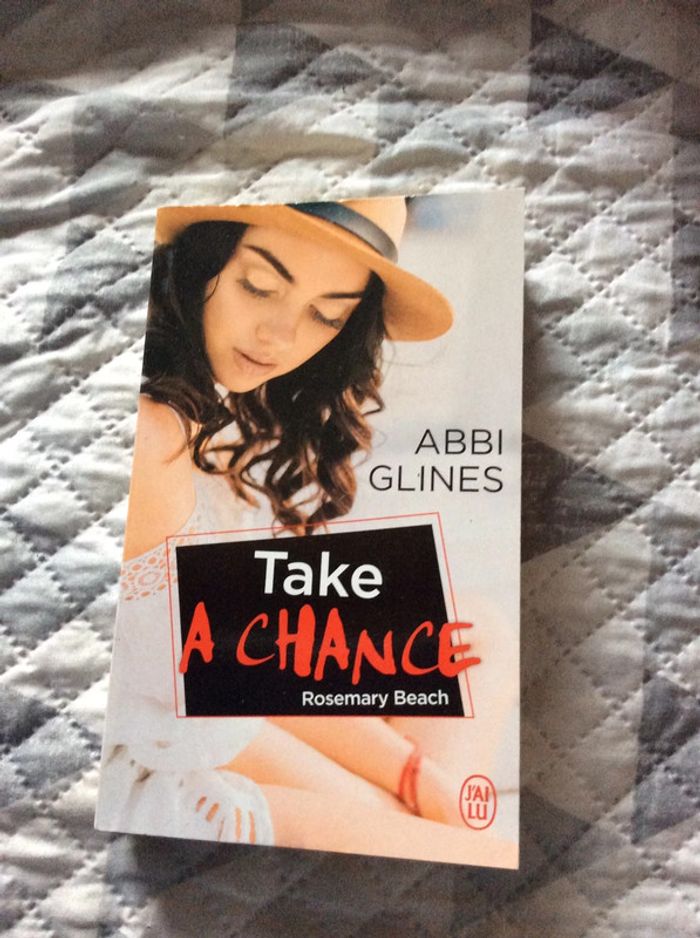 ABBI
GLINES
Take
A CHANCE
Rosemary Beach
J'AI
LU